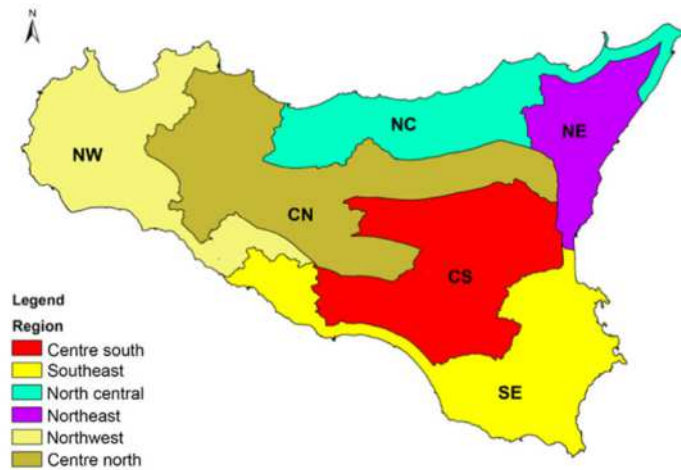 N
NW
NC
NE
CN
CS
SE
Legend
Region
Centre south
Southeast
North central
Northeast
Northwest
Centre north